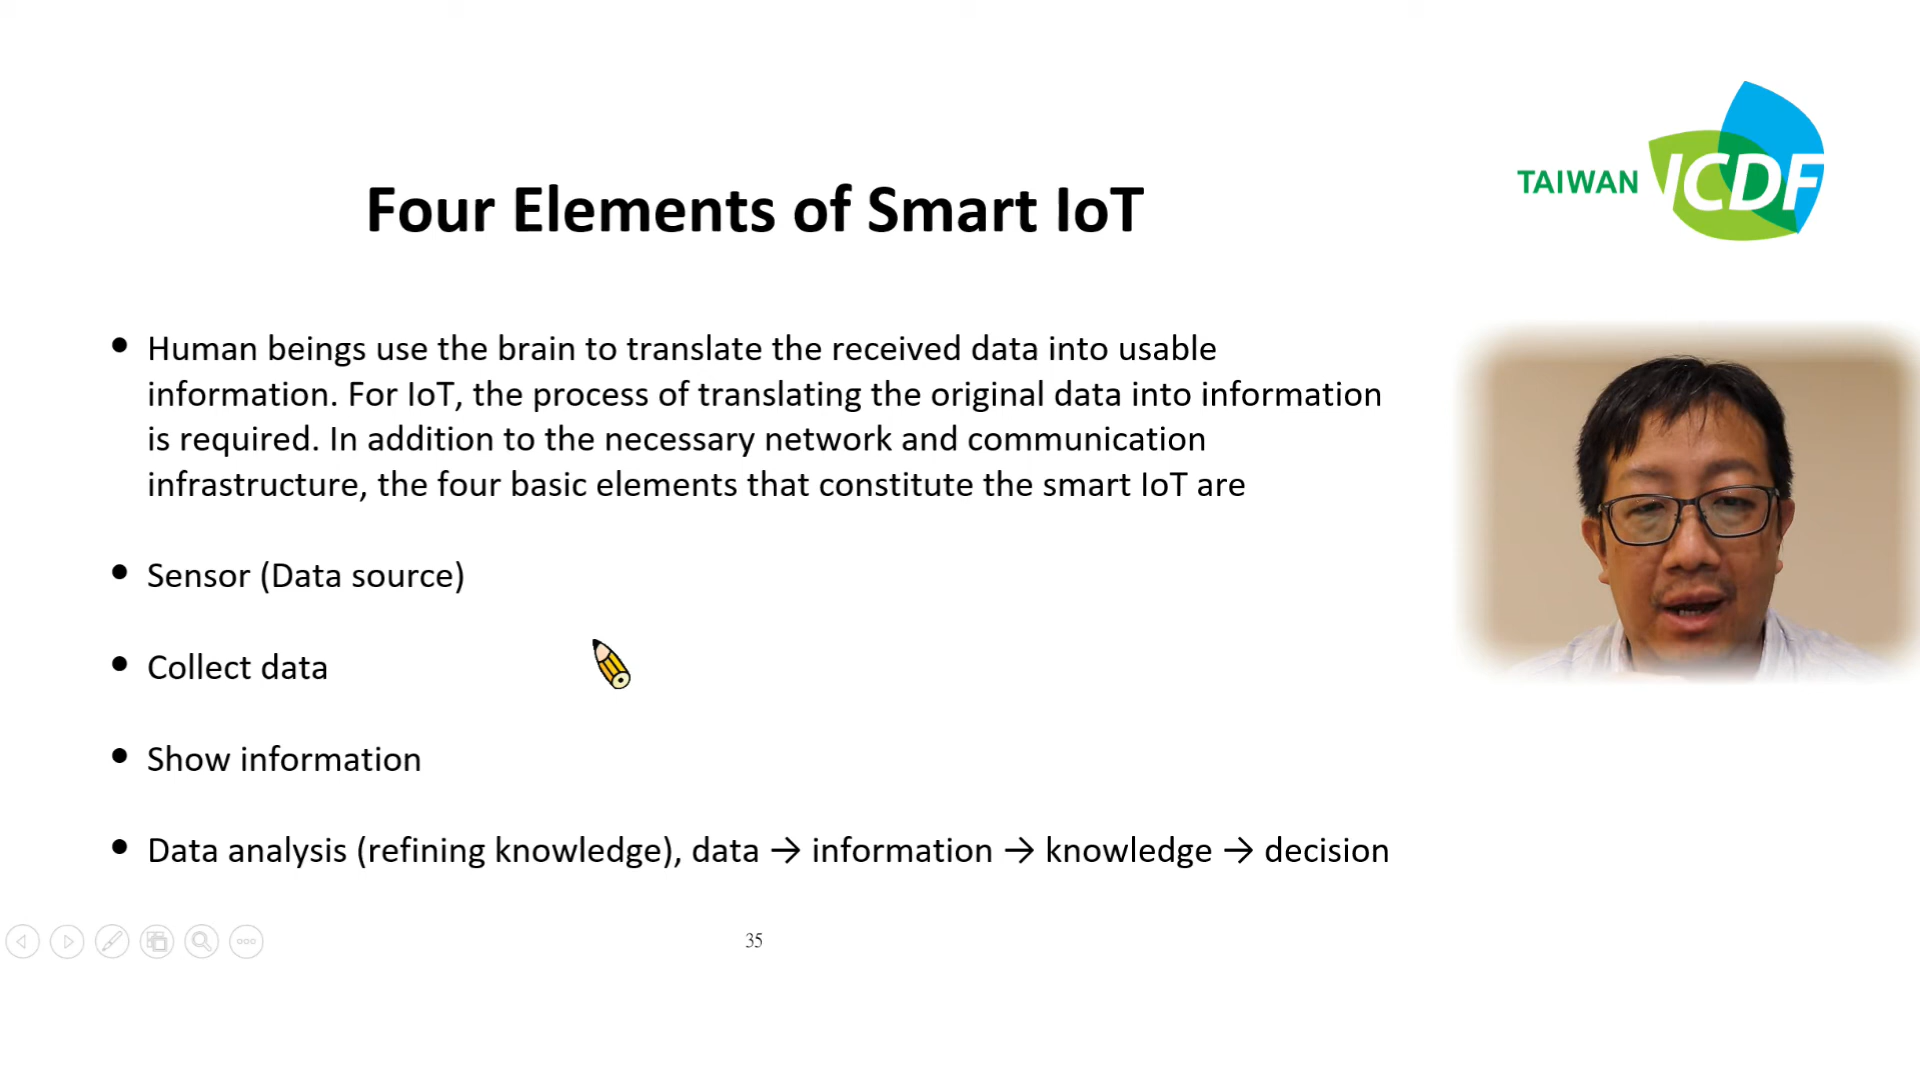 TAIWAN ICDF
Four Elements of Smart IoT
• Human beings use the brain to translate the received data into usable
information. For IoT, the process of translating the original data into information
is required. In addition to the necessary network and communication
infrastructure, the four basic elements that constitute the smart IoT are
• Sensor (Data source)
• Collect data
• Show information
• Data analysis (refining knowledge), data → information → knowledge → decision
35